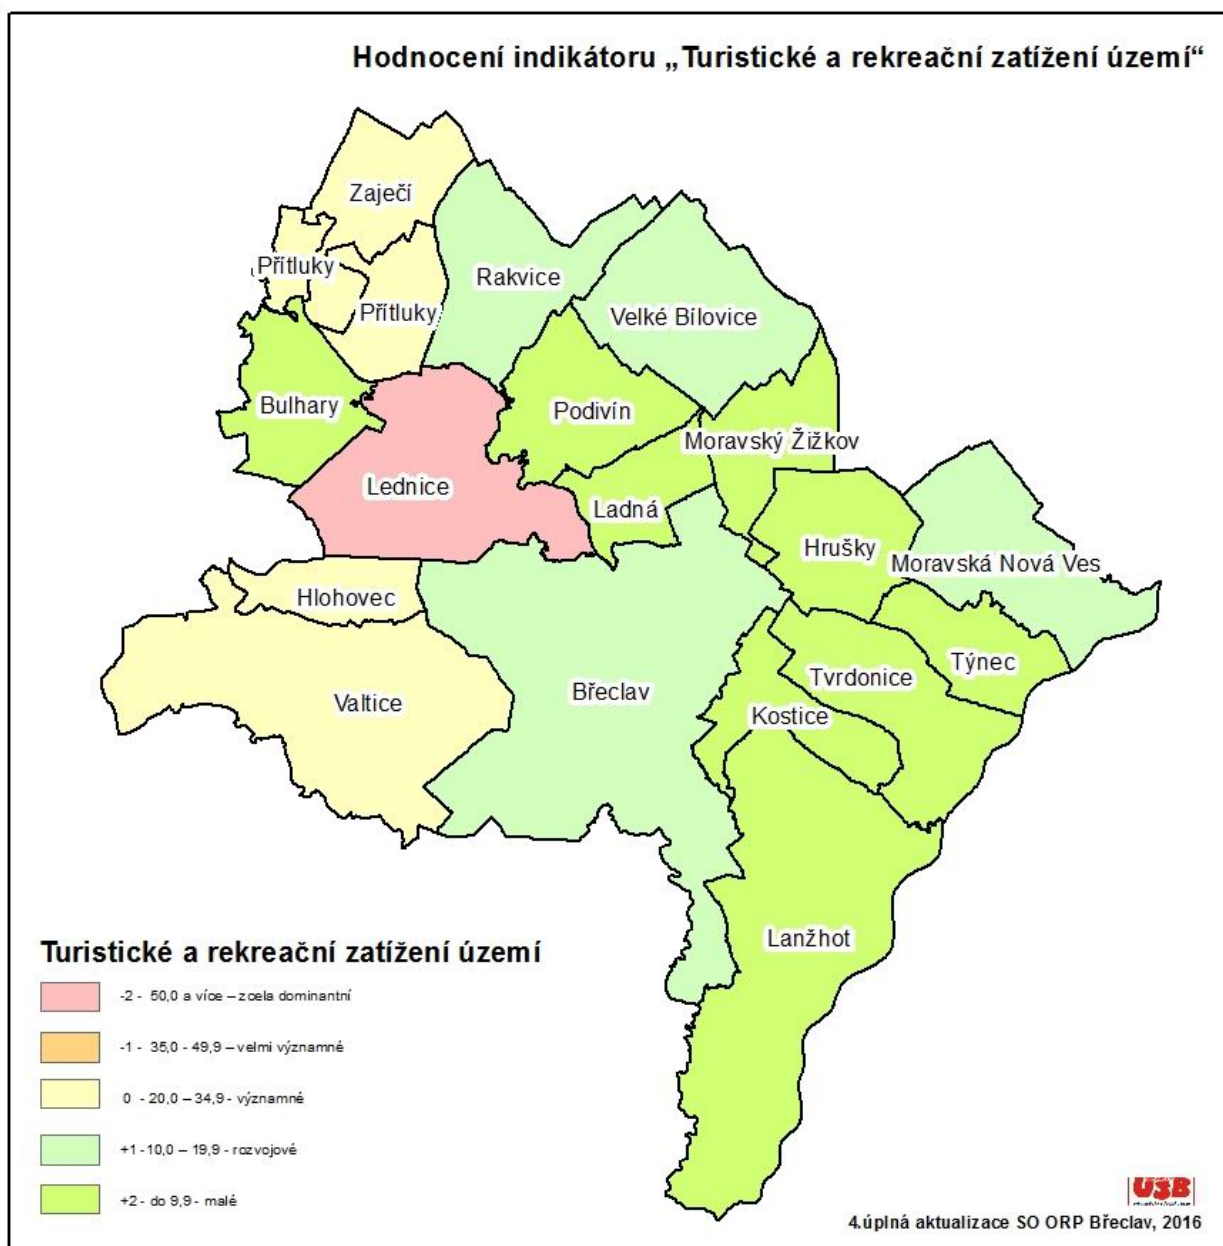 Hodnocení indikátoru „Turistické a rekreační zatížení území“
Zaječí
Přítluky
Rakvice
Přítluky
Velké Bílovice
Bulhary
Podivín
Moravský Žižkov
Lednice
Ladná
Hrušky
Moravská Nová Ves
Hlohovec
Týnec
Tvrdonice
Břeclav
Valtice
Kostice
Lanžhot
Turistické a rekreační zatížení území
-2 - 50,0 a více – zcela dominantní
-1 - 35,0 - 49,9 – velmi významné
0 - 20,0 – 34,9 - významné
+1 - 10,0 – 19,9 - rozvojové
+2 - do 9,9 - malé
USB
4.úplná aktualizace SO ORP Břeclav, 2016